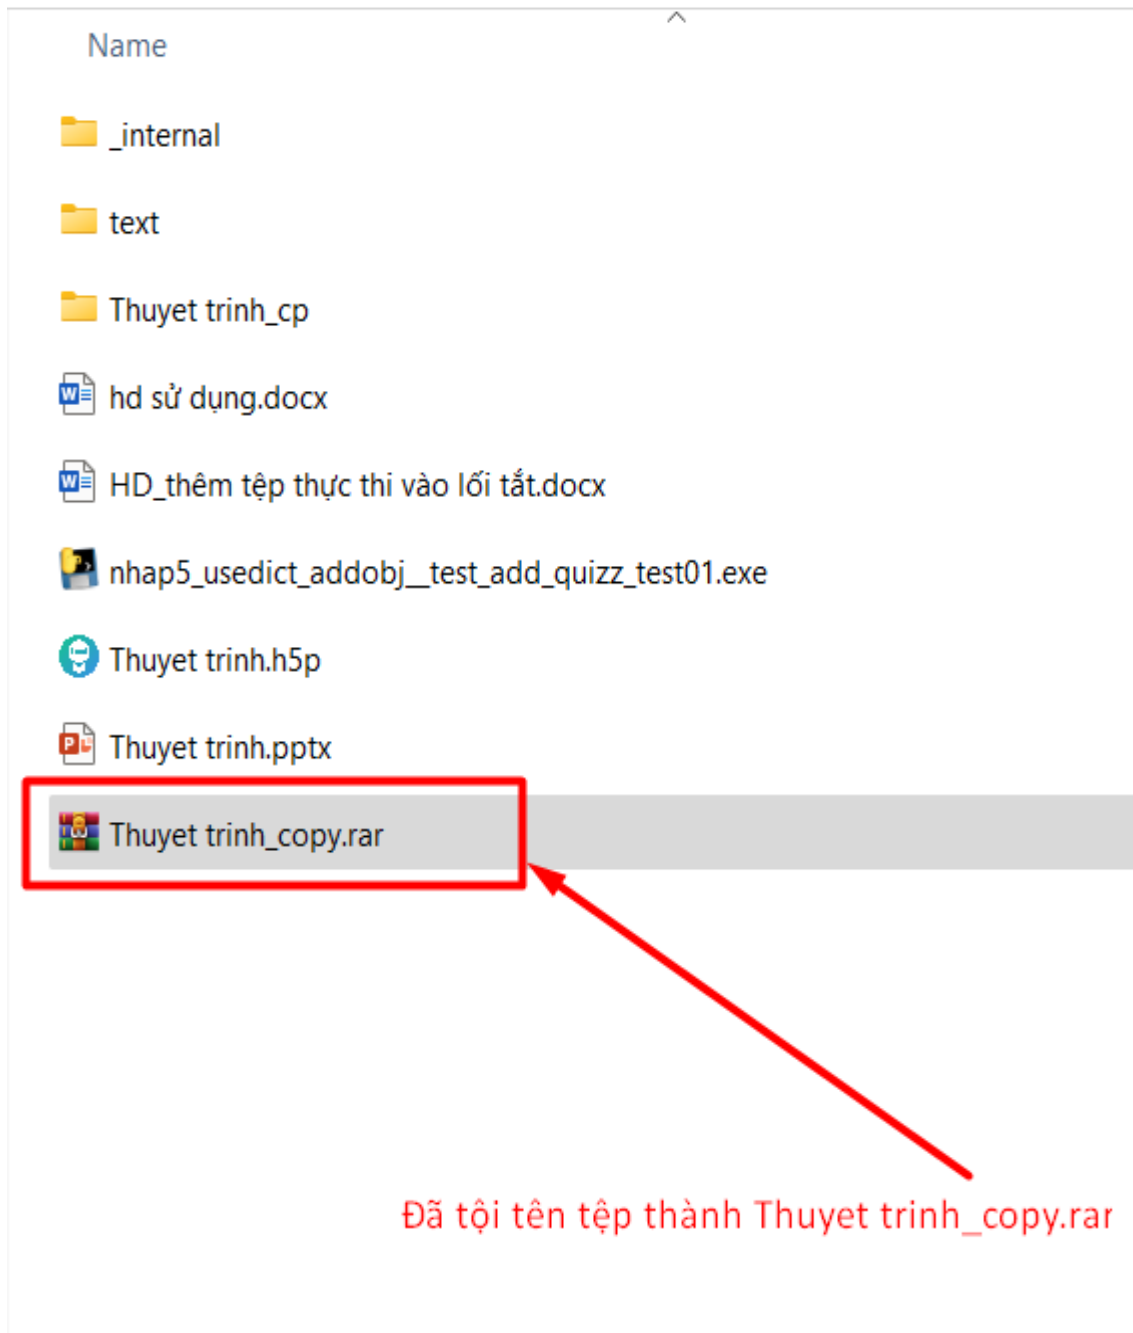 Name
_internal
text
Thuyet trinh_cp
hd sử dụng.docx
HD_thêm tệp thực thi vào lối tắt.docx
nhap5_usedict_addobj__test_add_quizz_test01.exe
Thuyet trinh.h5p
Thuyet trinh.pptx
Thuyet trinh_copy.rar
Đã tội tên tệp thành Thuyet trinh_copy.rar